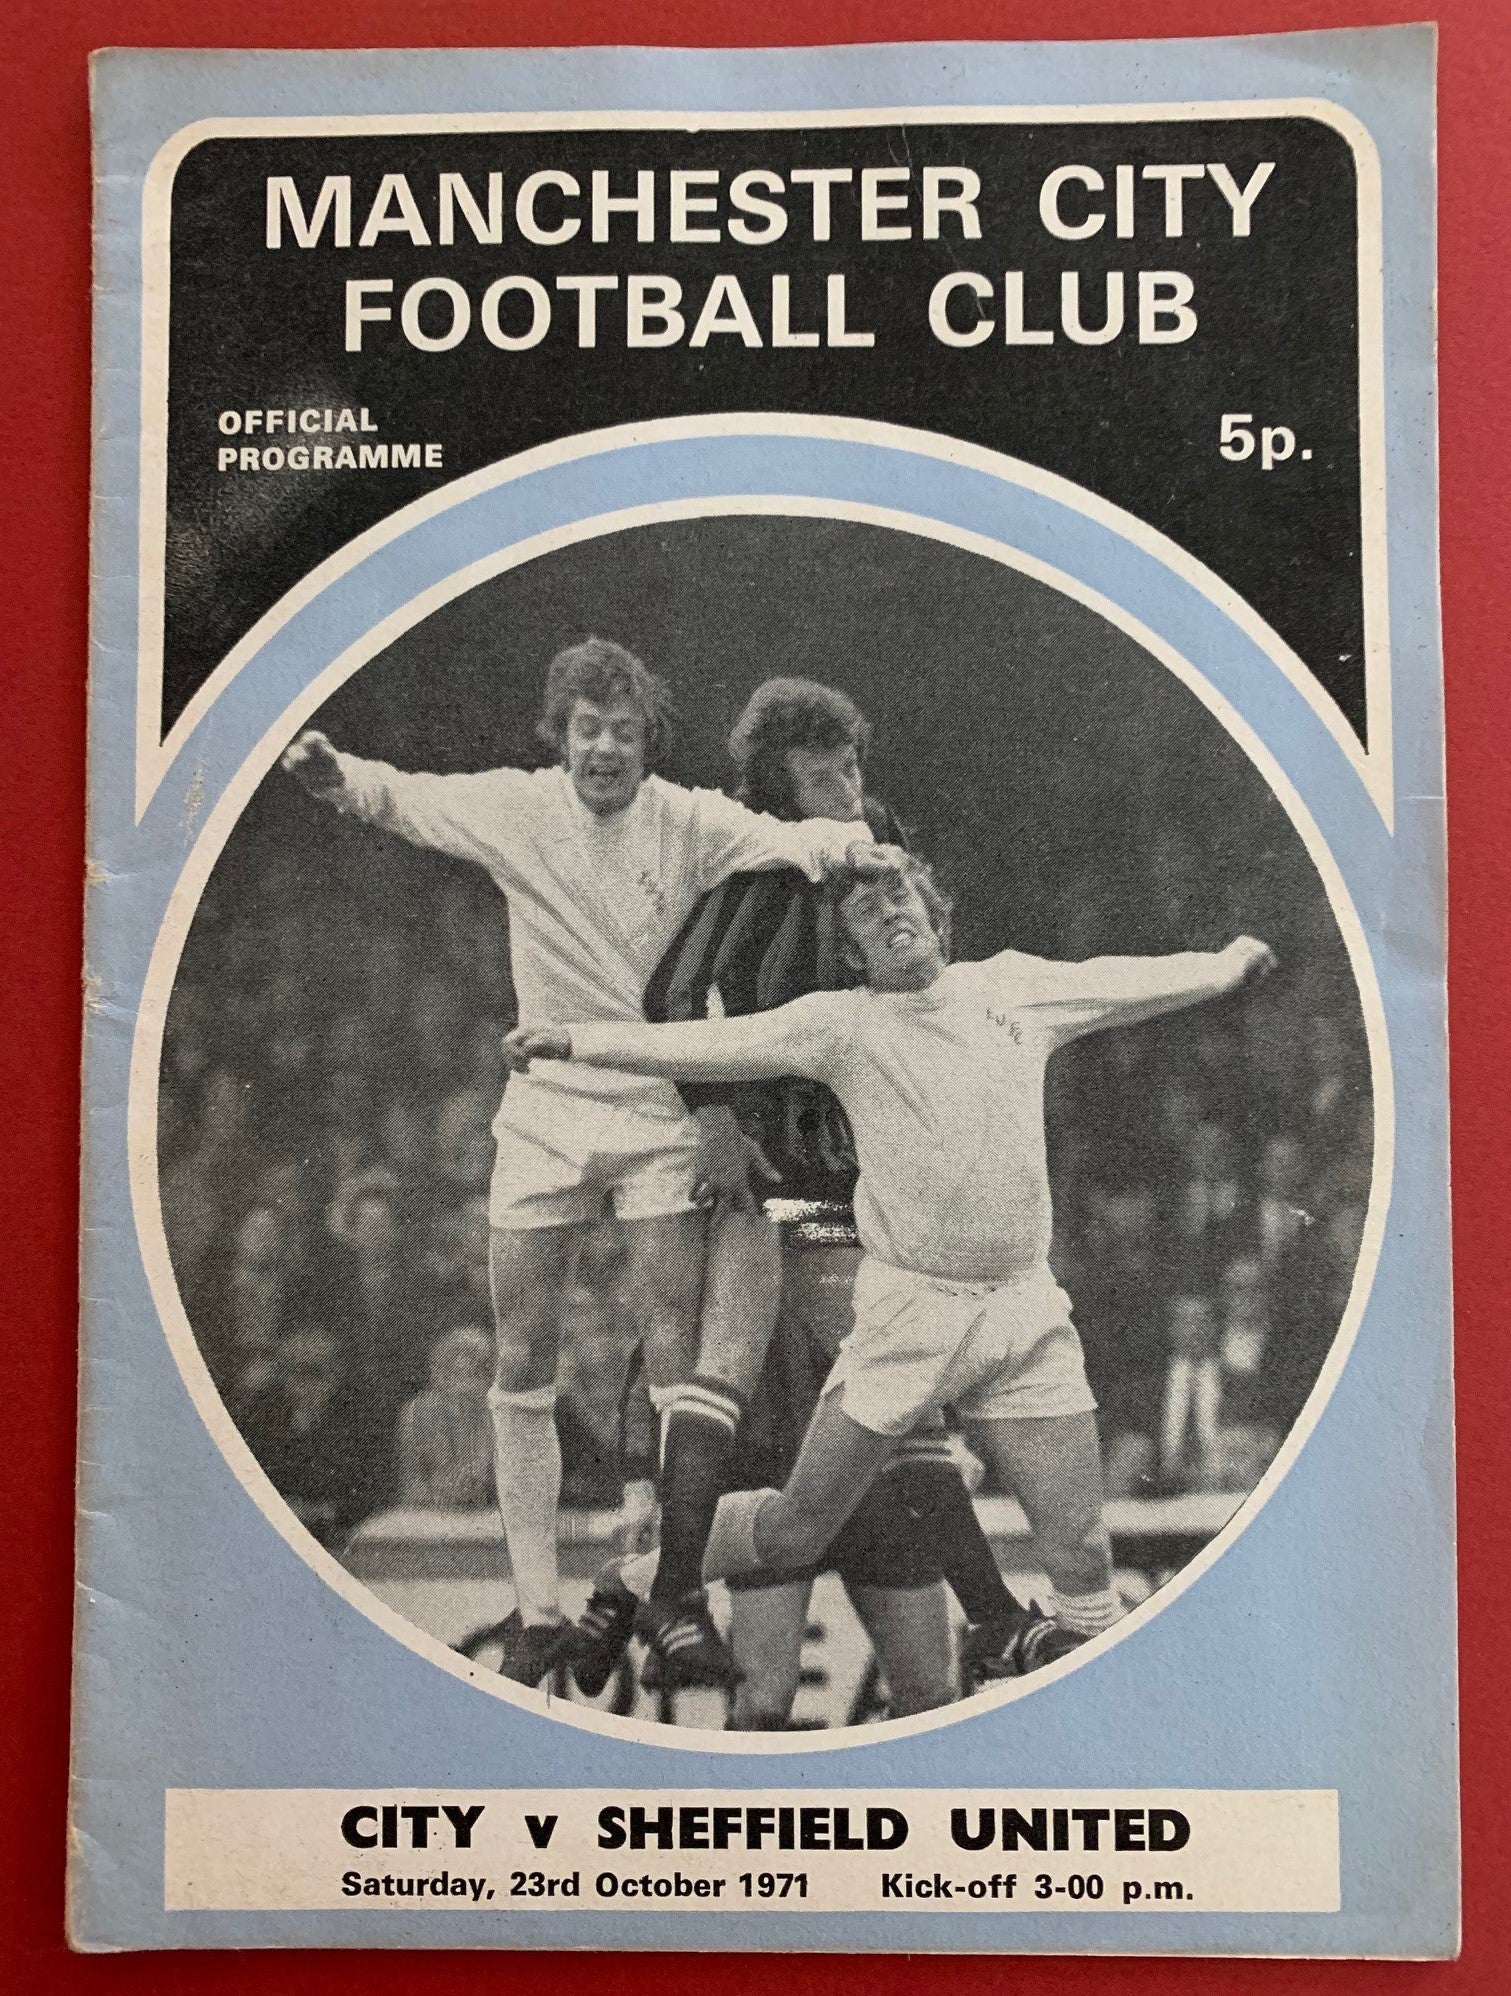 MANCHESTER CITY
FOOTBALL CLUB
OFFICIAL
PROGRAMME
5p.
CITY v SHEFFIELD UNITED
Saturday, 23rd October 1971 Kick-off 3-00 p.m.